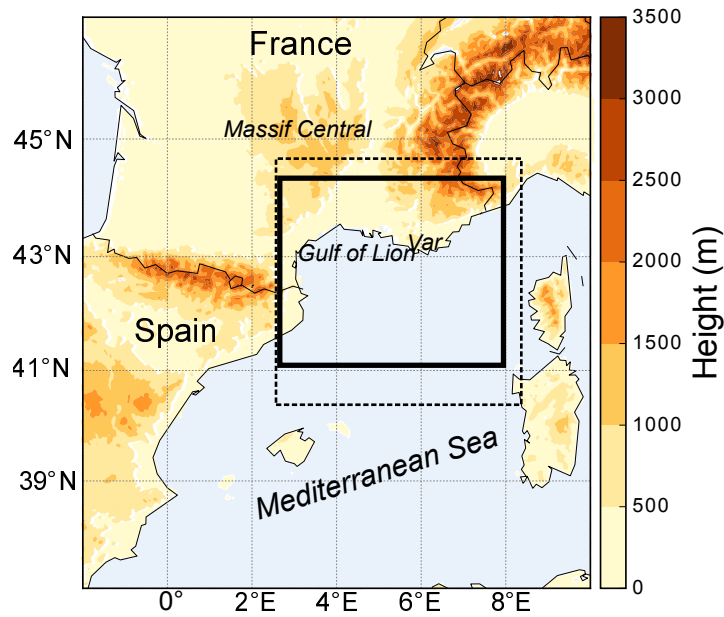 France
Massif Central
Var
Gulf of Lion
Spain
Mediterranean Sea
45°N
43°N
41°N
39°N
0°
2°E
4°E
6°E
8°E
3500
3000
2500
2000
1500
1000
500
0
Height (m)